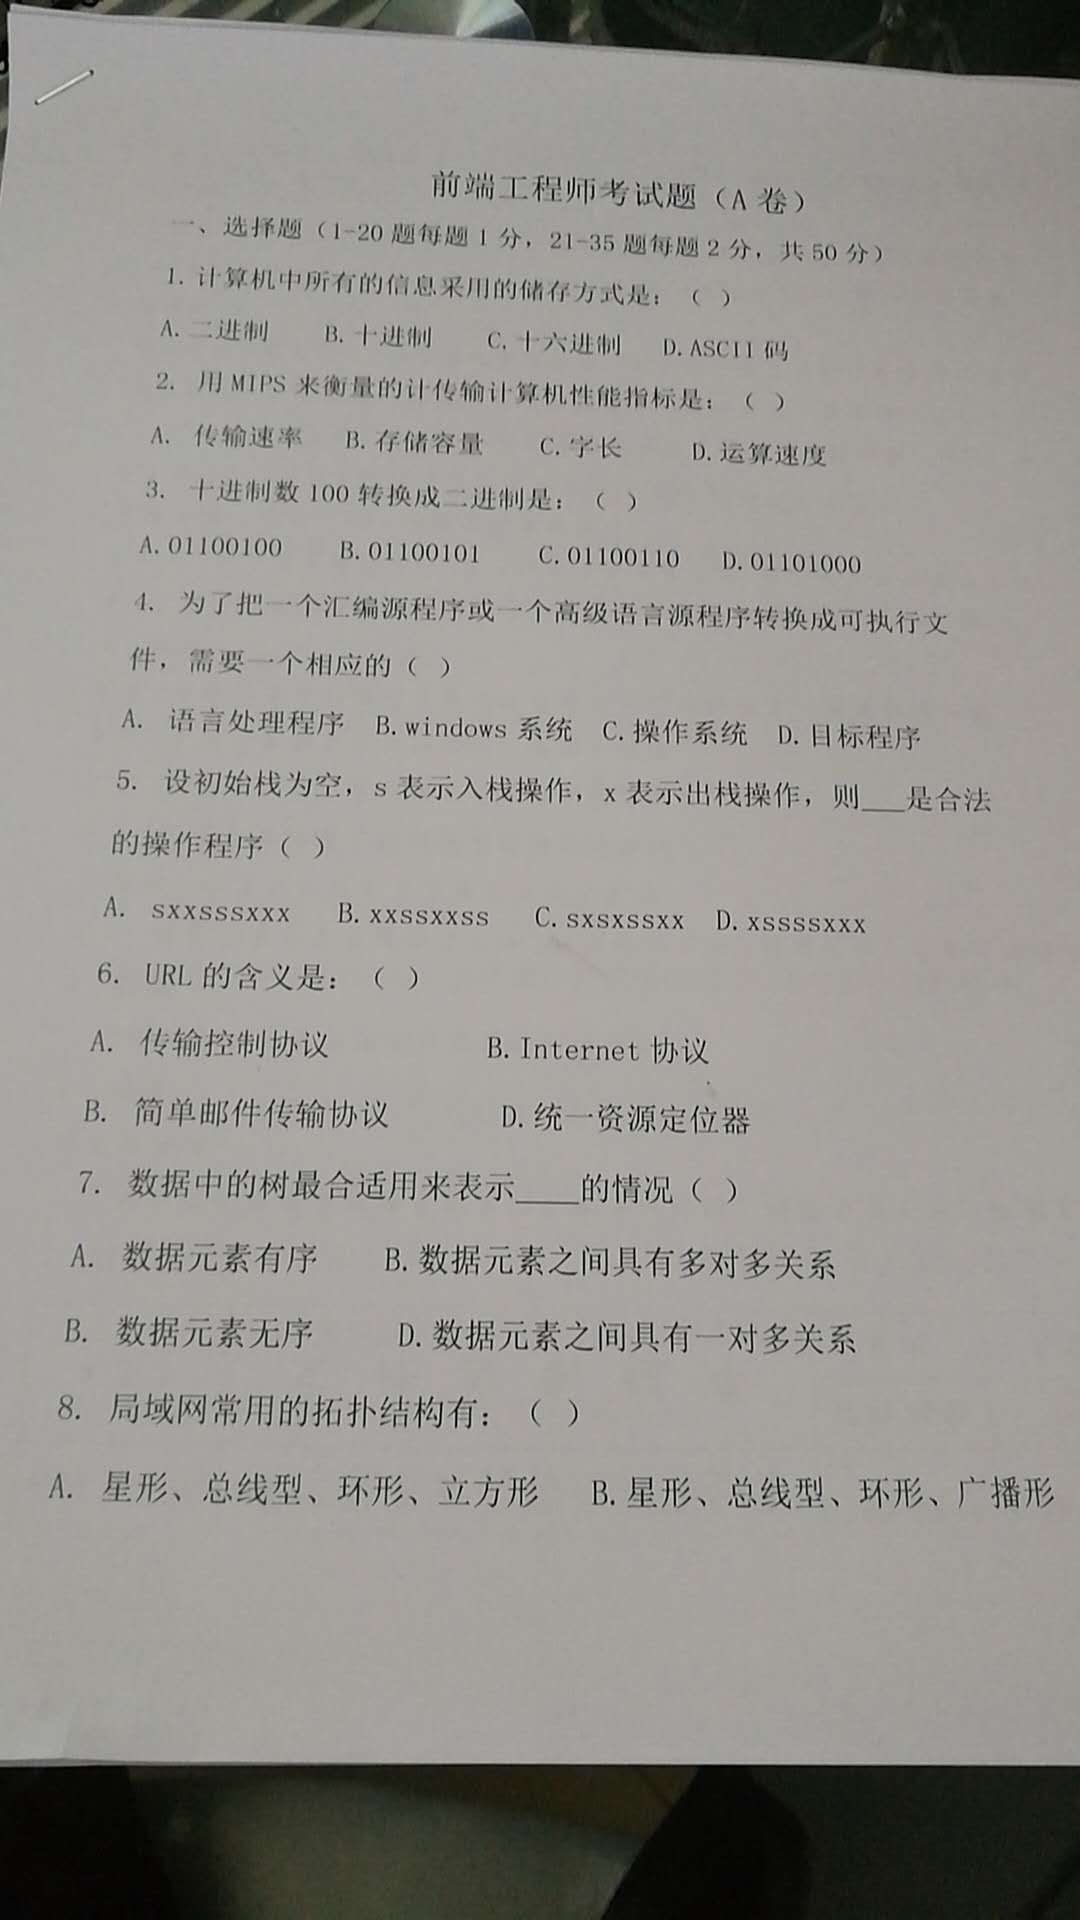 前端工程师考试题（A 卷）
一、选择题（1-20 题每题 1 分，21-35 题每题 2 分，共 50 分）
1. 计算机中所有的信息采用的储存方式是：（ ）
A. 二进制 B. 十进制 C. 十六进制 D. ASCII 码
2. 用 MIPS 来衡量的计传输计算机性能指标是：（ ）
A. 传输速率 B. 存储容量 C. 字长 D. 运算速度
3. 十进制数 100 转换成二进制是：（ ）
A. 01100100 B. 01100101 C. 01100110 D. 01101000
4. 为了把一个汇编源程序或一个高级语言源程序转换成可执行文
件，需要一个相应的（ ）
A. 语言处理程序 B. windows 系统 C. 操作系统 D. 目标程序
5. 设初始栈为空，s 表示入栈操作，x 表示出栈操作，则___是合法
的操作程序（ ）
A. sxxsssxxx B. xxssxxss C. sxsxssxx D. xssssxxx
6. URL 的含义是：（ ）
A. 传输控制协议 B. Internet 协议
B. 简单邮件传输协议 D. 统一资源定位器
7. 数据中的树最合适用来表示____的情况（ ）
A. 数据元素有序 B. 数据元素之间具有多对多关系
B. 数据元素无序 D. 数据元素之间具有一对多关系
8. 局域网常用的拓扑结构有：（ ）
A. 星形、总线型、环形、立方形 B. 星形、总线型、环形、广播形